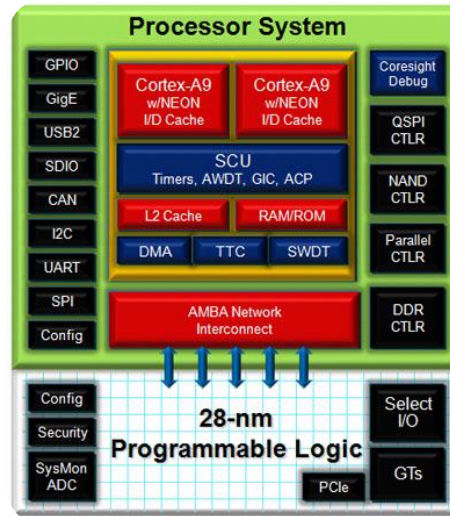 Processor System
GPIO
GigE
USB2
SDIO
CAN
I2C
UART
SPI
Config
Cortex-A9
w/NEON
I/D Cache
Cortex-A9
w/NEON
I/D Cache
SCU
Timers, AWDT, GIC, ACP
L2 Cache
RAM/ROM
DMA
TTC
SWDT
AMBA Network
Interconnect
Coresight
Debug
QSPI
CTLR
NAND
CTLR
Parallel
CTLR
DDR
CTLR
Config
Security
SysMon
ADC
28-nm
Programmable Logic
PCIe
Select
I/O
GTs